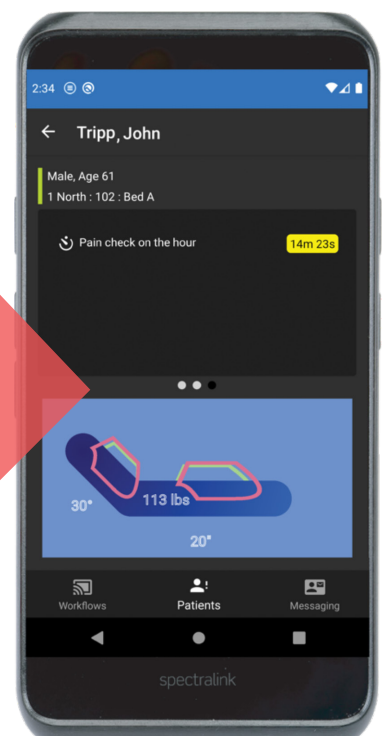 2:34
Tripp, John
Male, Age 61
1 North : 102 : Bed A
Pain check on the hour
14m 23s
30°
113 lbs
20°
Workflows
Patients
Messaging
spectralink